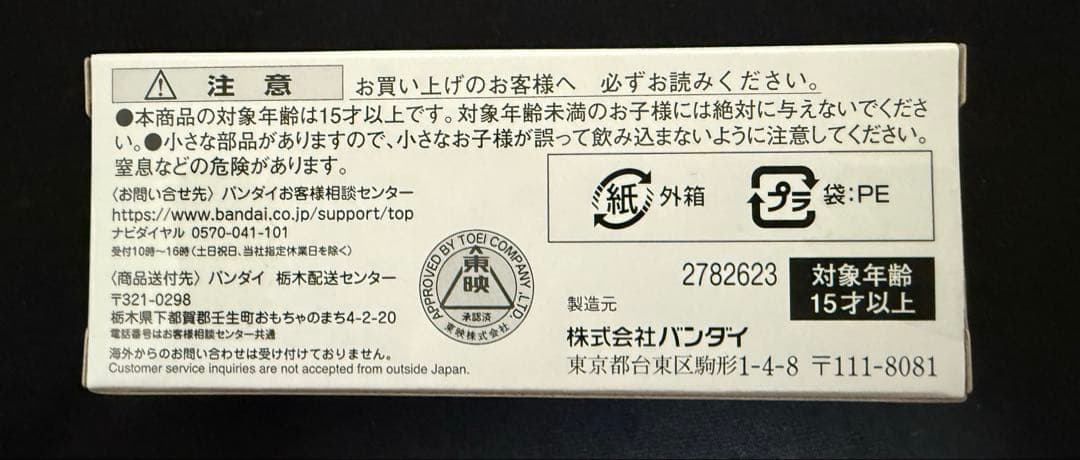 注意 お買い上げのお客様へ 必ずお読みください。
●本商品の対象年齢は15才以上です。対象年齢未満のお子様には絶対に与えないでくださ
い。●小さな部品がありますので、小さなお子様が誤って飲み込まないように注意してください。
窒息などの危険があります。
〈お問い合せ先〉バンダイお客様相談センター
https://www.bandai.co.jp/support/top
ナビダイヤル 0570-041-101
受付10時～16時(土日祝日、当社指定休業日を除く)
〈商品送付先〉バンダイ 栃木配送センター
〒321-0298
栃木県下都賀郡壬生町おもちゃのまち4-2-20
電話番号はお客様相談センター共通
海外からのお問い合わせは受け付けておりません。
Customer service inquiries are not accepted from outside Japan.
APPROVED BY TOEI COMPANY, LTD.
東映
承認済
東映株式会社
紙 外箱
プラ 袋:PE
2782623
対象年齢
15才以上
製造元
株式会社バンダイ
東京都台東区駒形1-4-8 〒111-8081